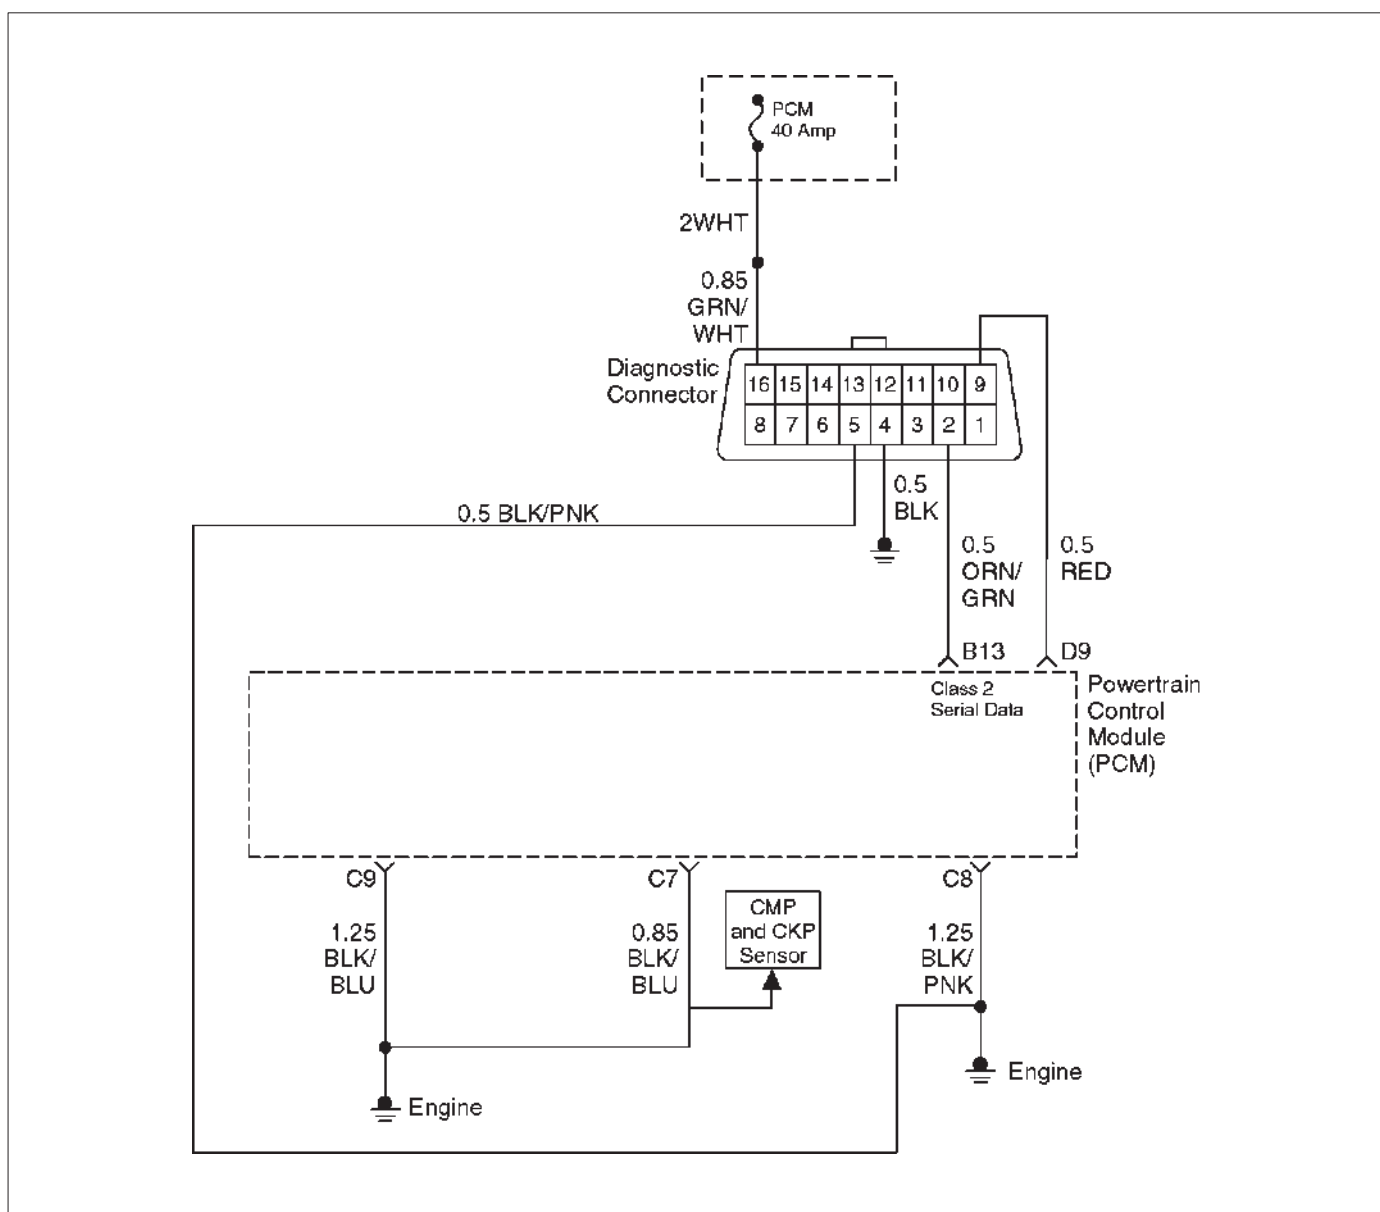 PCM
40 Amp
2WHT
0.85
GRN/
WHT
Diagnostic
Connector
16 15 14 13 12 11 10 9
8 7 6 5 4 3 2 1
0.5 BLK/PNK
0.5
BLK
0.5
ORN/
GRN
0.5
RED
B13
D9
Class 2
Serial Data
Powertrain
Control
Module
(PCM)
C9
C7
C8
1.25
BLK/
BLU
0.85
BLK/
BLU
CMP
and CKP
Sensor
1.25
BLK/
PNK
Engine
Engine